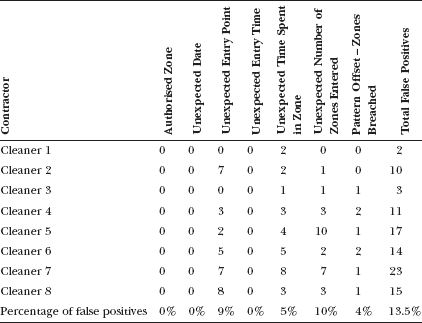 Contractor
Authorised Zone
Unexpected Date
Unexpected Entry Point
Unexpected Entry Time
Unexpected Time Spent
in Zone
Unexpected Number of
Zones Entered
Pattern Offset – Zones
Breached
Total False Positives
Cleaner 1 0 0 0 0 2 0 0 2
Cleaner 2 0 0 7 0 2 1 0 10
Cleaner 3 0 0 0 0 1 1 1 3
Cleaner 4 0 0 3 0 3 3 2 11
Cleaner 5 0 0 2 0 4 10 1 17
Cleaner 6 0 0 5 0 5 2 2 14
Cleaner 7 0 0 7 0 8 7 1 23
Cleaner 8 0 0 8 0 3 3 1 15
Percentage of false positives 0% 0% 9% 0% 5% 10% 4% 13.5%